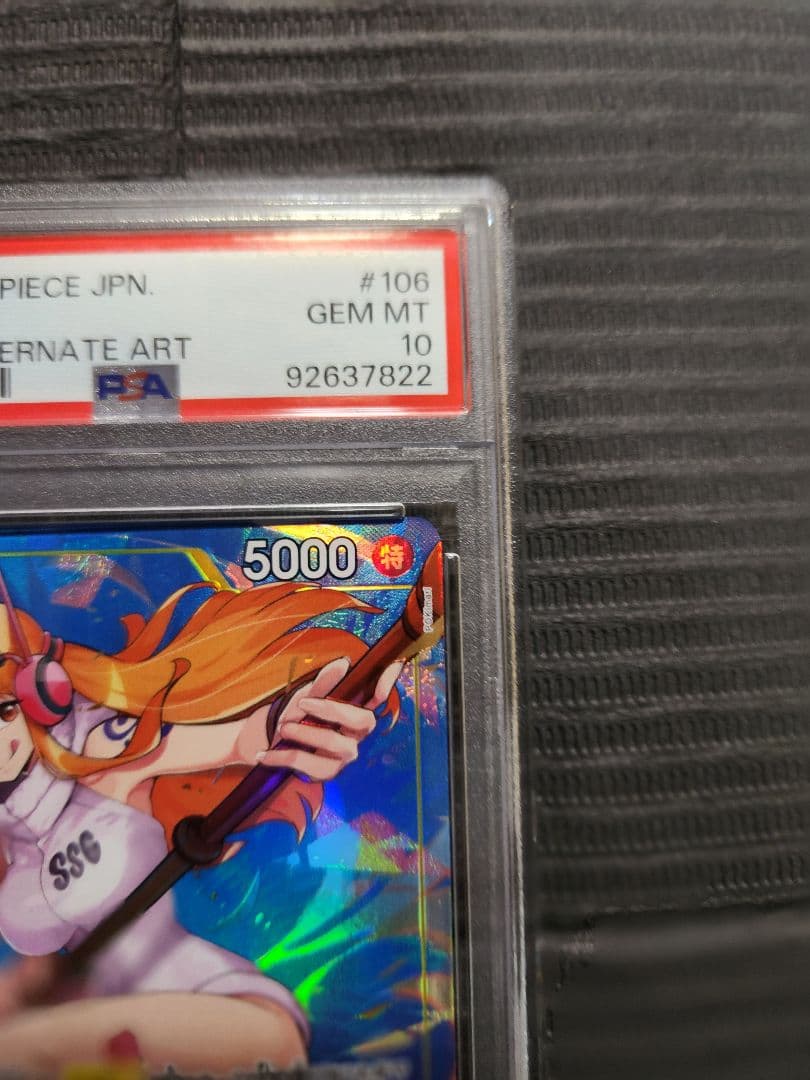 PIECE JPN.
#106
GEM MT
ERNATE ART
10
PSA
92637822
5000 特
SSG